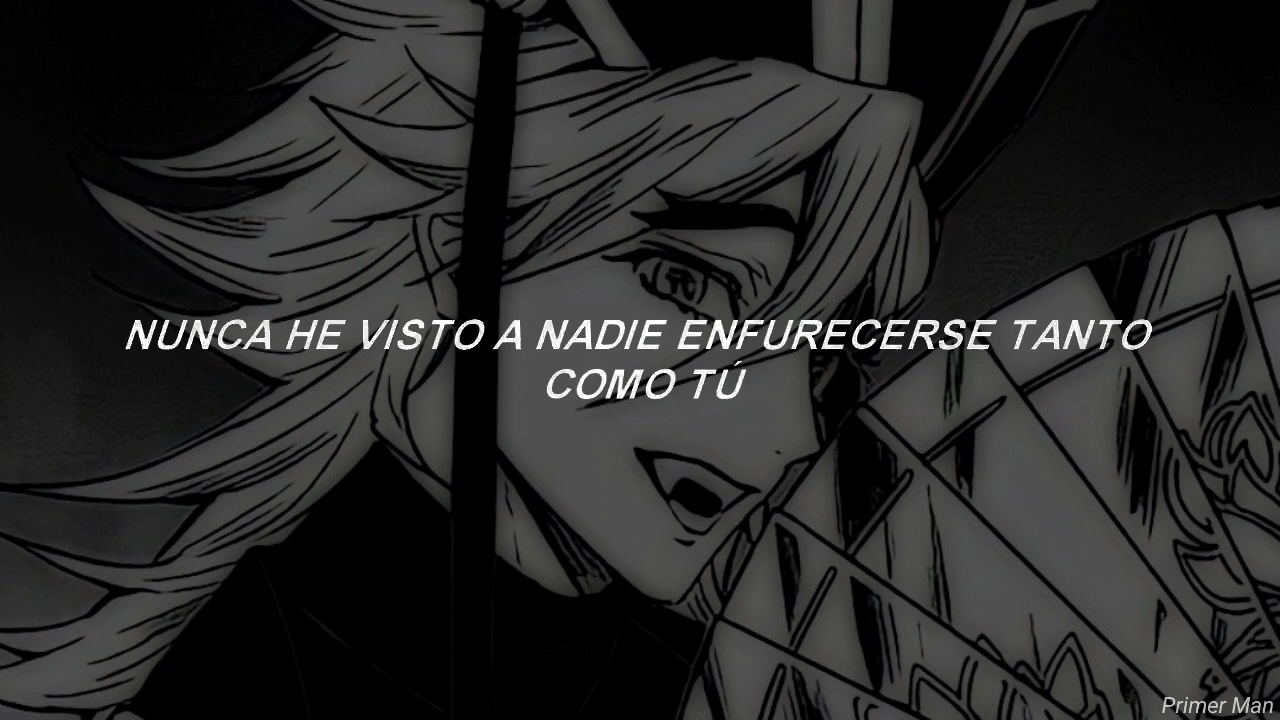 NUNCA HE VISTO A NADIE ENFURECERSE TANTO
COMO TÚ
Primer Man